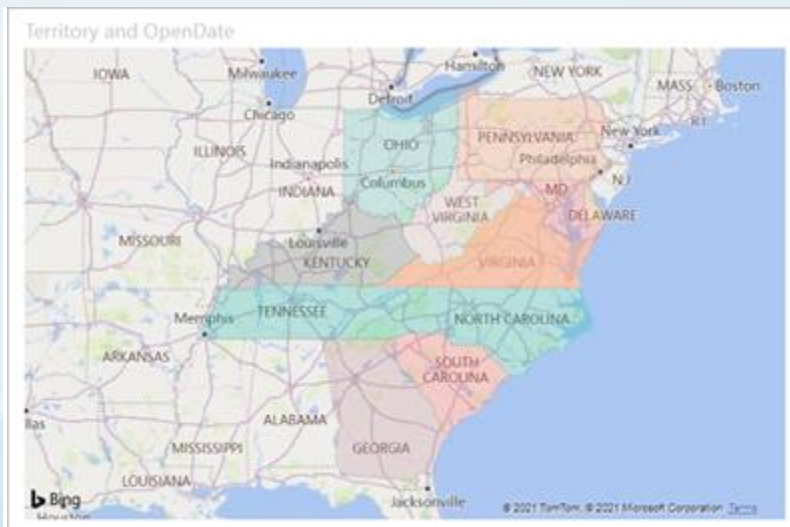 Territory and OpenDate
IOWA
Milwaukee
Hamilton
NEW YORK
MASS
Boston
Detroit
Chicago
R I
ILLINOIS
OHIO
PENNSYLVANIA
New York
Indianapolis
Columbus
Philadelphia
INDIANA
MD
N J
WEST
VIRGINIA
DELAWARE
MISSOURI
Louisville
KENTUCKY
VIRGINIA
TENNESSEE
Memphis
NORTH CAROLINA
ARKANSAS
SOUTH
CAROLINA
llas
ALABAMA
MISSISSIPPI
GEORGIA
LOUISIANA
Bing
Jacksonville
© 2021 TomTom, © 2021 Microsoft Corporation Terms
Houston